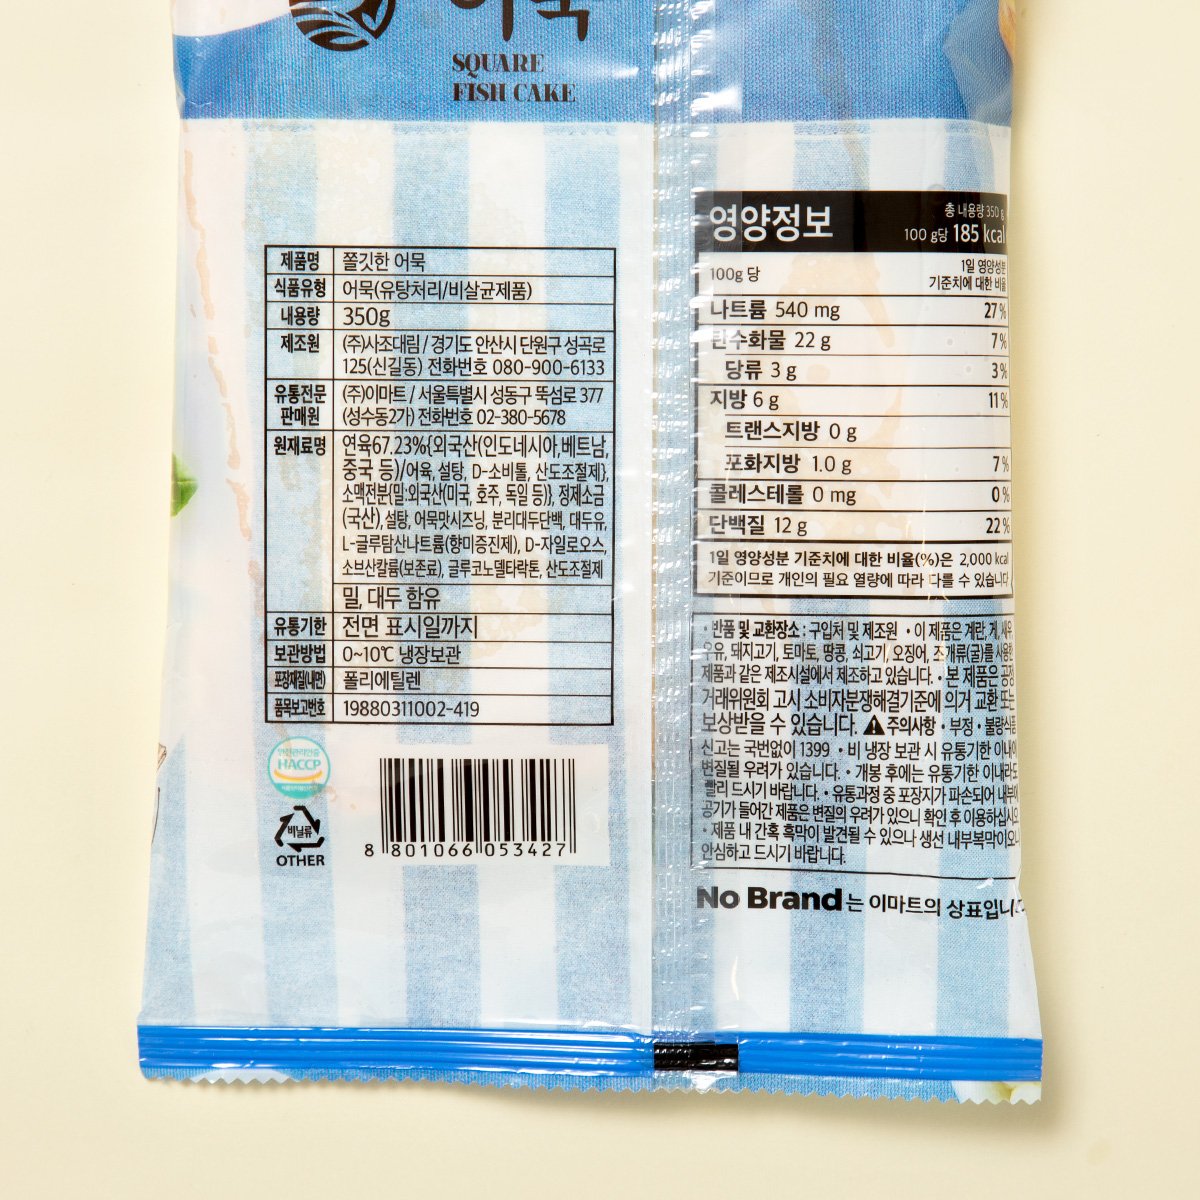 어묵
SQUARE
FISH CAKE
제품명 쫄깃한 어묵
식품유형 어묵(유탕처리/비살균제품)
내용량 350g
제조원 (주)사조대림 / 경기도 안산시 단원구 성곡로
125(신길동) 전화번호 080-900-6133
유통전문 (주)이마트 / 서울특별시 성동구 뚝섬로 377
판매원 (성수동2가) 전화번호 02-380-5678
원재료명 연육67.23%{외국산(인도네시아,베트남,
중국 등)/어육, 설탕, D-소비톨, 산도조절제},
소맥전분{밀:외국산(미국, 호주, 독일 등)}, 정제소금
(국산), 설탕, 어묵맛시즈닝, 분리대두단백, 대두유,
L-글루탐산나트륨(향미증진제), D-자일로오스,
소브산칼륨(보존료), 글루코노델타락톤, 산도조절제
밀, 대두 함유
유통기한 전면 표시일까지
보관방법 0~10℃ 냉장보관
포장재질(내면) 폴리에틸렌
품목보고번호 19880311002-419
안전관리인증
HACCP
비닐류
OTHER
8 801066 053427
영양정보
총 내용량 350 g
100 g당 185 kcal
100g 당
1일 영양성분
기준치에 대한 비율
나트륨 540 mg 27 %
탄수화물 22 g 7 %
당류 3 g 3 %
지방 6 g 11 %
트랜스지방 0 g
포화지방 1.0 g 7 %
콜레스테롤 0 mg 0 %
단백질 12 g 22 %
1일 영양성분 기준치에 대한 비율(%)은 2,000 kcal
기준이므로 개인의 필요 열량에 따라 다를 수 있습니다
• 반품 및 교환장소 : 구입처 및 제조원 • 이 제품은 계란, 게, 새우,
우유, 돼지고기, 토마토, 땅콩, 쇠고기, 오징어, 조개류(굴)를 사용한
제품과 같은 제조시설에서 제조하고 있습니다. • 본 제품은 공정
거래위원회 고시 소비자분쟁해결기준에 의거 교환 또는
보상받을 수 있습니다. 주의사항 • 부정 • 불량식품
신고는 국번없이 1399 • 비 냉장 보관 시 유통기한 이내에
변질될 우려가 있습니다. • 개봉 후에는 유통기한 이내라도
빨리 드시기 바랍니다. • 유통과정 중 포장지가 파손되어 내부에
공기가 들어간 제품은 변질의 우려가 있으니 확인 후 이용하십시오
• 제품 내 간혹 흑막이 발견될 수 있으나 생선 내부복막이오니
안심하고 드시기 바랍니다.
No Brand는 이마트의 상표입니다